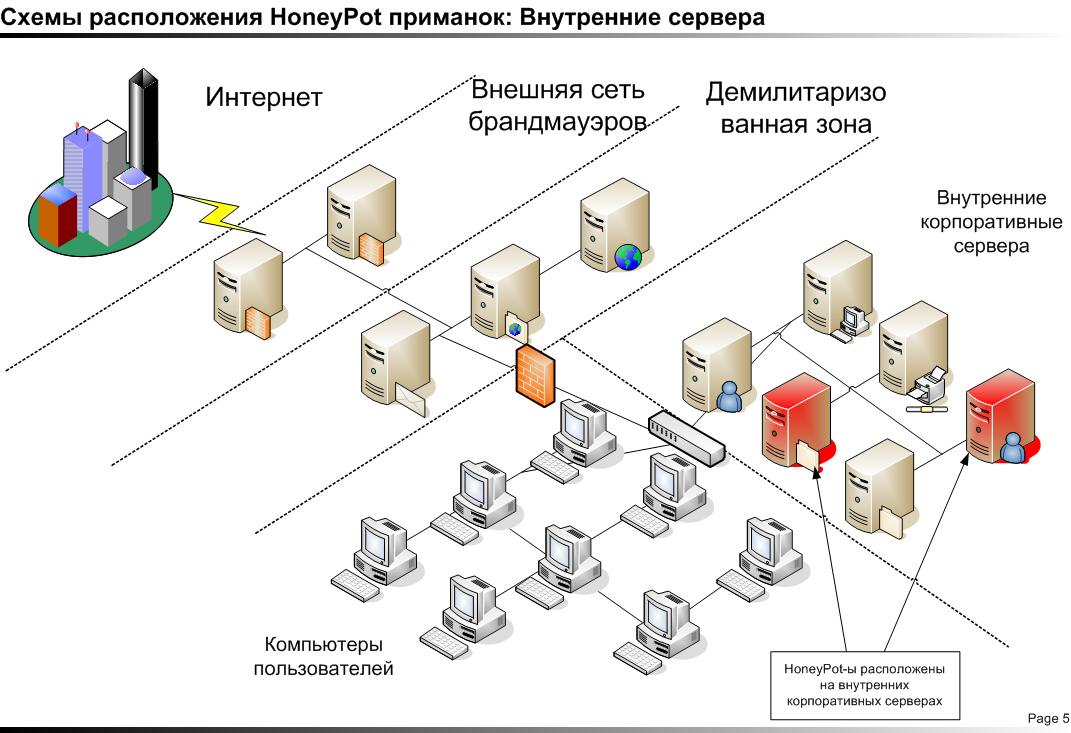 Схемы расположения HoneyPot приманок: Внутренние сервера
Интернет
Внешняя сеть
брандмауэров
Демилитаризо
ванная зона
Внутренние
корпоративные
сервера
Компьютеры
пользователей
HoneyPot-ы расположены
на внутренних
корпоративных серверах
Page 5